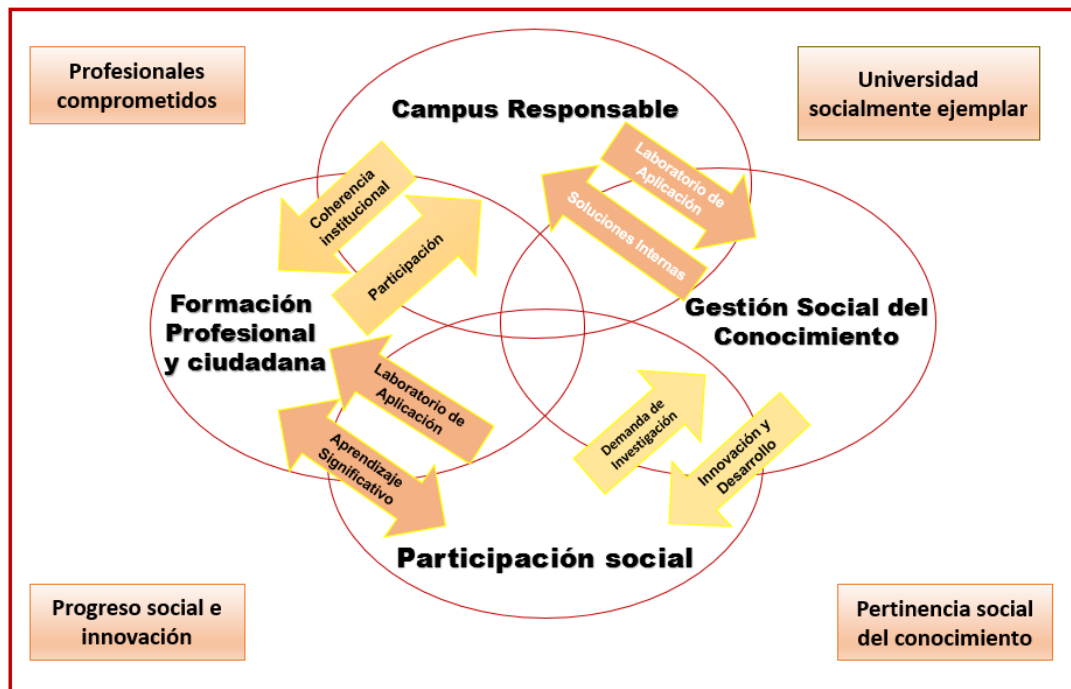 Profesionales
comprometidos
Universidad
socialmente ejemplar
Campus Responsable
Coherencia
institucional
Participación
Laboratorio de
Aplicación
Soluciones Internas
Formación
Profesional
y ciudadana
Gestión Social del
Conocimiento
Laboratorio de
Aplicación
Aprendizaje
Significativo
Demanda de
Investigación
Innovación y
Desarrollo
Participación social
Progreso social e
innovación
Pertinencia social
del conocimiento